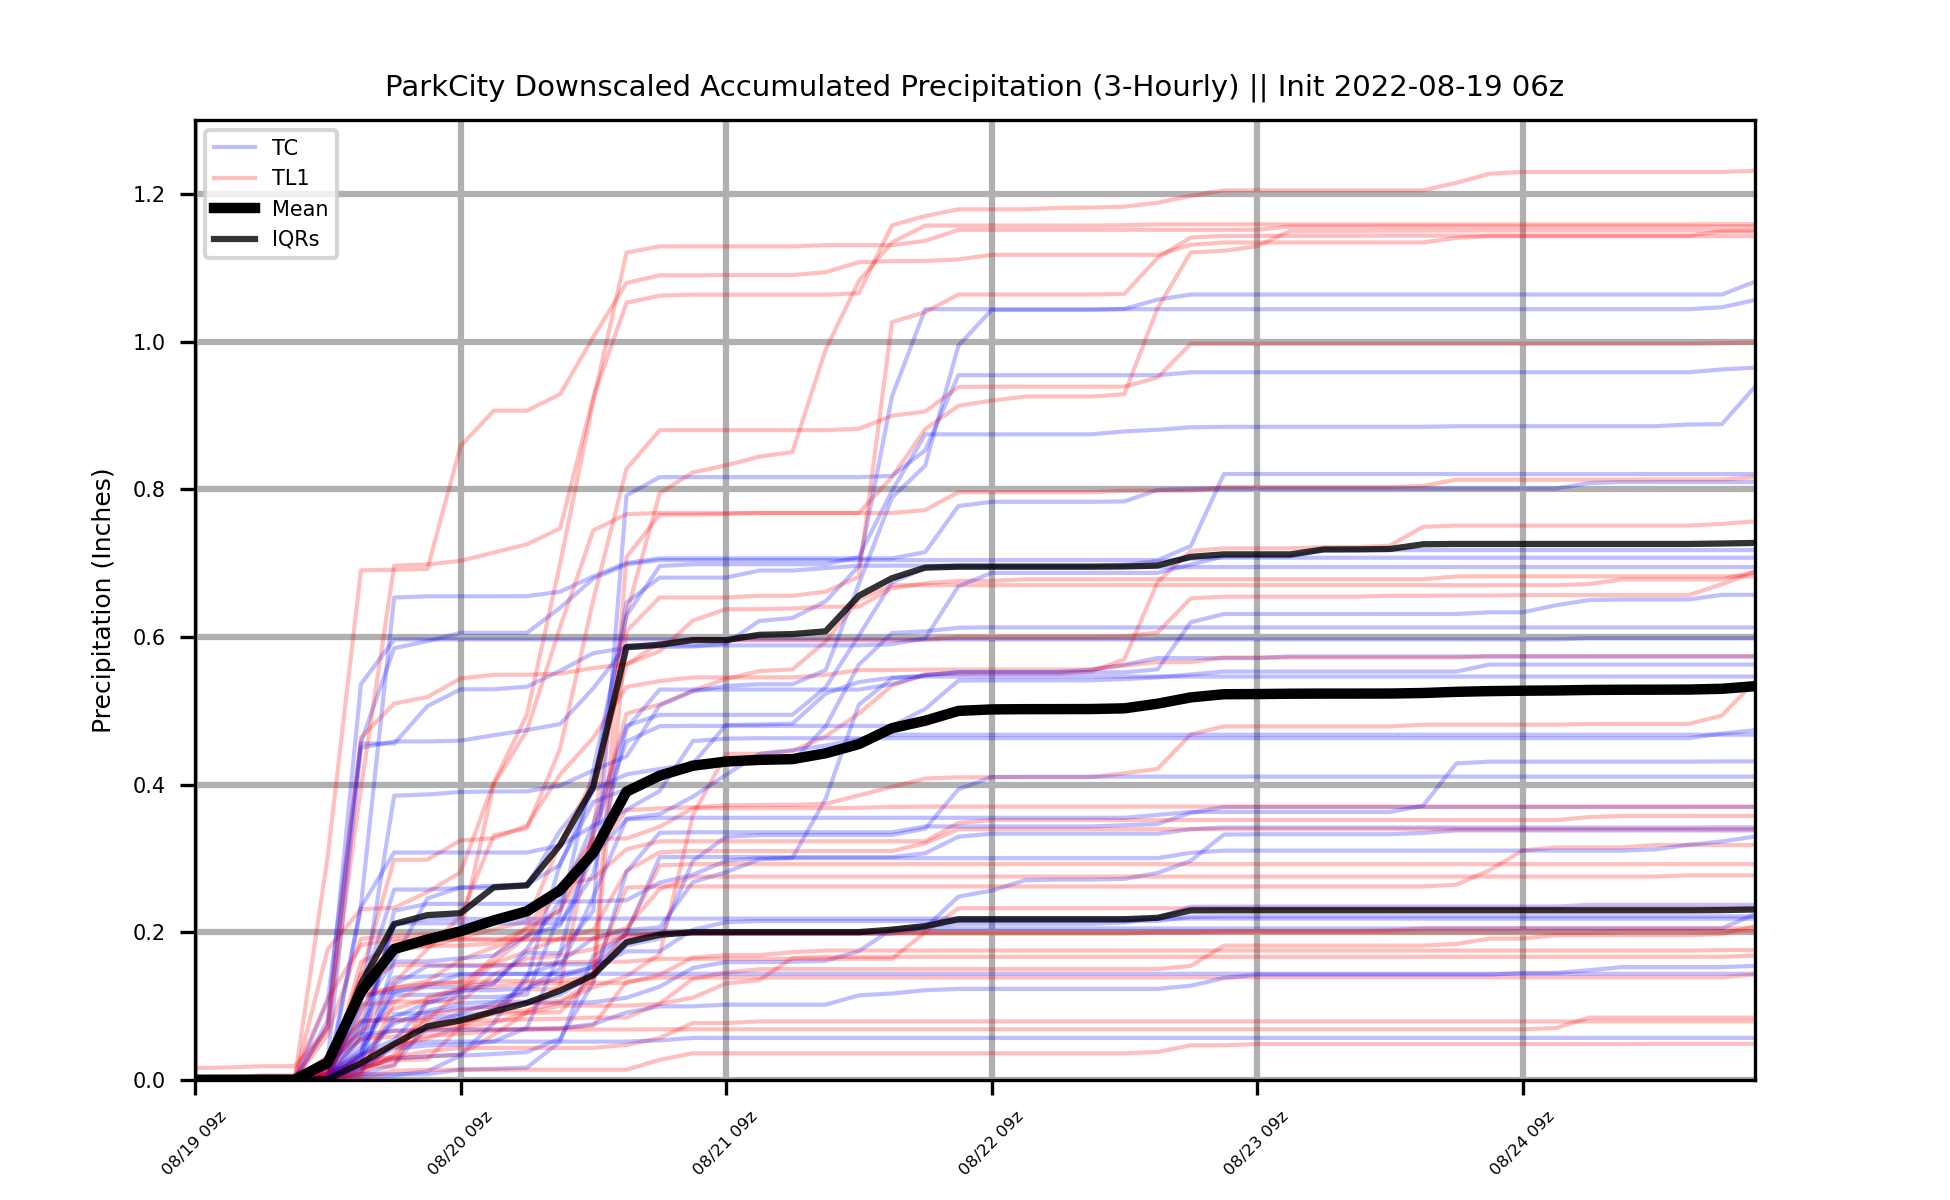 ParkCity Downscaled Accumulated Precipitation (3-Hourly) || Init 2022-08-19 06z
TC
TL1
Mean
IQRs
Precipitation (Inches)
1.2
1.0
0.8
0.6
0.4
0.2
0.0
08/19 09z
08/20 09z
08/21 09z
08/22 09z
08/23 09z
08/24 09z